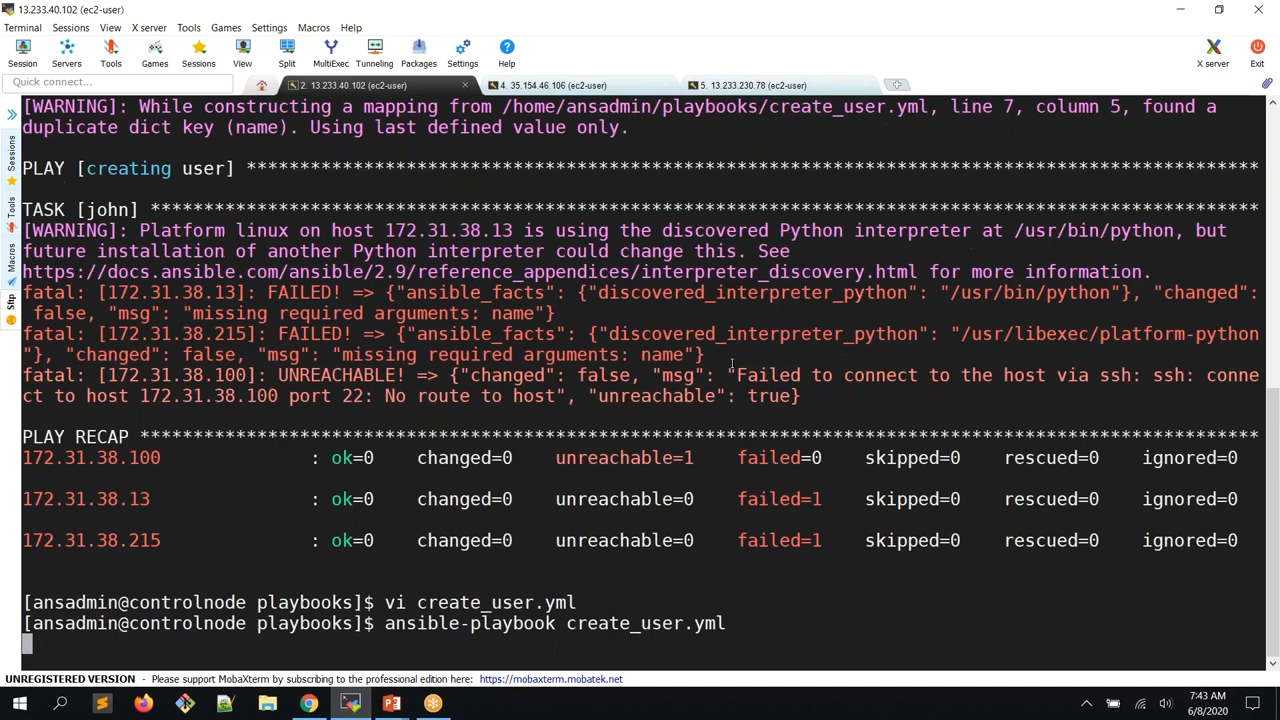 13.233.40.102 (ec2-user)
Terminal Sessions View X server Tools Games Settings Macros Help
Session Servers Tools Games Sessions View Split MultiExec Tunneling Packages Settings Help X server Exit
Quick connect...
2. 13.233.40.102 (ec2-user)
4. 35.154.46.106 (ec2-user)
5. 13.233.230.78 (ec2-user)
Sessions
Tools
Macros
Sftp
[WARNING]: While constructing a mapping from /home/ansadmin/playbooks/create_user.yml, line 7, column 5, found a
duplicate dict key (name). Using last defined value only.
PLAY [creating user] *********************************************************************************************
TASK [john] ******************************************************************************************************
[WARNING]: Platform linux on host 172.31.38.13 is using the discovered Python interpreter at /usr/bin/python, but
future installation of another Python interpreter could change this. See
https://docs.ansible.com/ansible/2.9/reference_appendices/interpreter_discovery.html for more information.
fatal: [172.31.38.13]: FAILED! => {"ansible_facts": {"discovered_interpreter_python": "/usr/bin/python"}, "changed":
false, "msg": "missing required arguments: name"}
fatal: [172.31.38.215]: FAILED! => {"ansible_facts": {"discovered_interpreter_python": "/usr/libexec/platform-python
"}, "changed": false, "msg": "missing required arguments: name"}
fatal: [172.31.38.100]: UNREACHABLE! => {"changed": false, "msg": "Failed to connect to the host via ssh: ssh: conne
ct to host 172.31.38.100 port 22: No route to host", "unreachable": true}
PLAY RECAP *******************************************************************************************************
172.31.38.100 : ok=0 changed=0 unreachable=1 failed=0 skipped=0 rescued=0 ignored=0
172.31.38.13 : ok=0 changed=0 unreachable=0 failed=1 skipped=0 rescued=0 ignored=0
172.31.38.215 : ok=0 changed=0 unreachable=0 failed=1 skipped=0 rescued=0 ignored=0
[ansadmin@controlnode playbooks]$ vi create_user.yml
[ansadmin@controlnode playbooks]$ ansible-playbook create_user.yml
UNREGISTERED VERSION - Please support MobaXterm by subscribing to the professional edition here: https://mobaxterm.mobatek.net
7:43 AM
6/8/2020